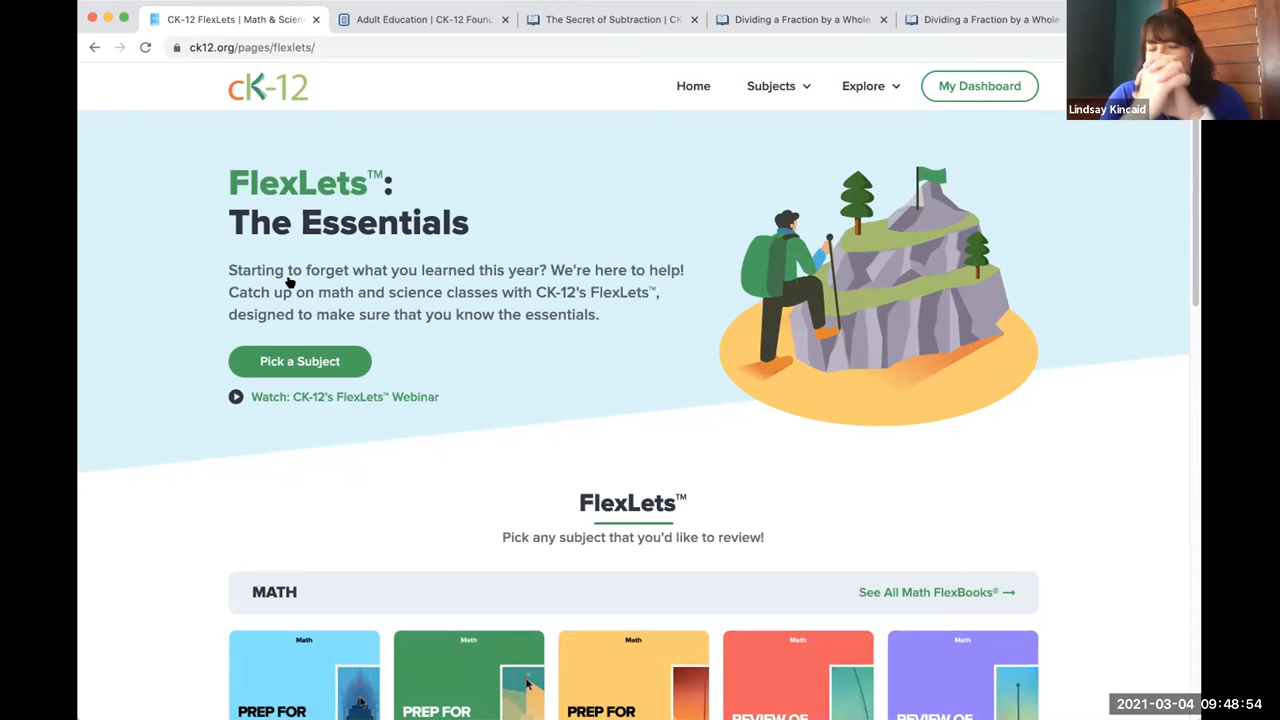 CK-12 FlexLets | Math & Scien
Adult Education | CK-12 Foun
The Secret of Subtraction | CK
Dividing a Fraction by a Whole
Dividing a Fraction by a Whole
ck12.org/pages/flexlets/
Lindsay Kincaid
cK-12
Home
Subjects
Explore
My Dashboard
FlexLets™:
The Essentials
Starting to forget what you learned this year? We're here to help!
Catch up on math and science classes with CK-12's FlexLets™,
designed to make sure that you know the essentials.
Pick a Subject
Watch: CK-12's FlexLets™ Webinar
FlexLets™
Pick any subject that you'd like to review!
MATH
See All Math FlexBooks® →
Math
PREP FOR
Math
PREP FOR
Math
PREP FOR
Math
REVIEW OF
Math
REVIEW OF
2021-03-04 09:48:54